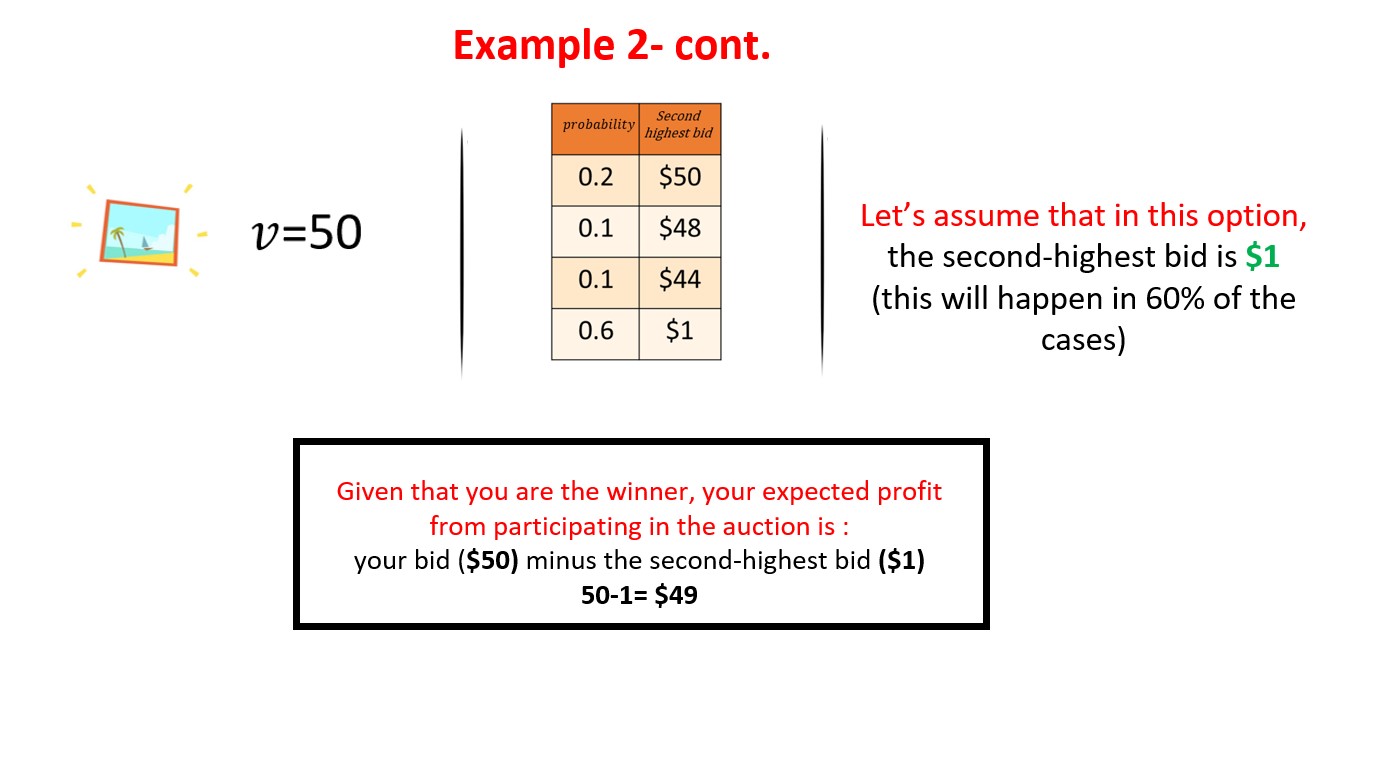 Example 2- cont.
v=50
probability Second highest bid
0.2 $50
0.1 $48
0.1 $44
0.6 $1
Let’s assume that in this option,
the second-highest bid is $1
(this will happen in 60% of the
cases)
Given that you are the winner, your expected profit
from participating in the auction is :
your bid ($50) minus the second-highest bid ($1)
50-1= $49